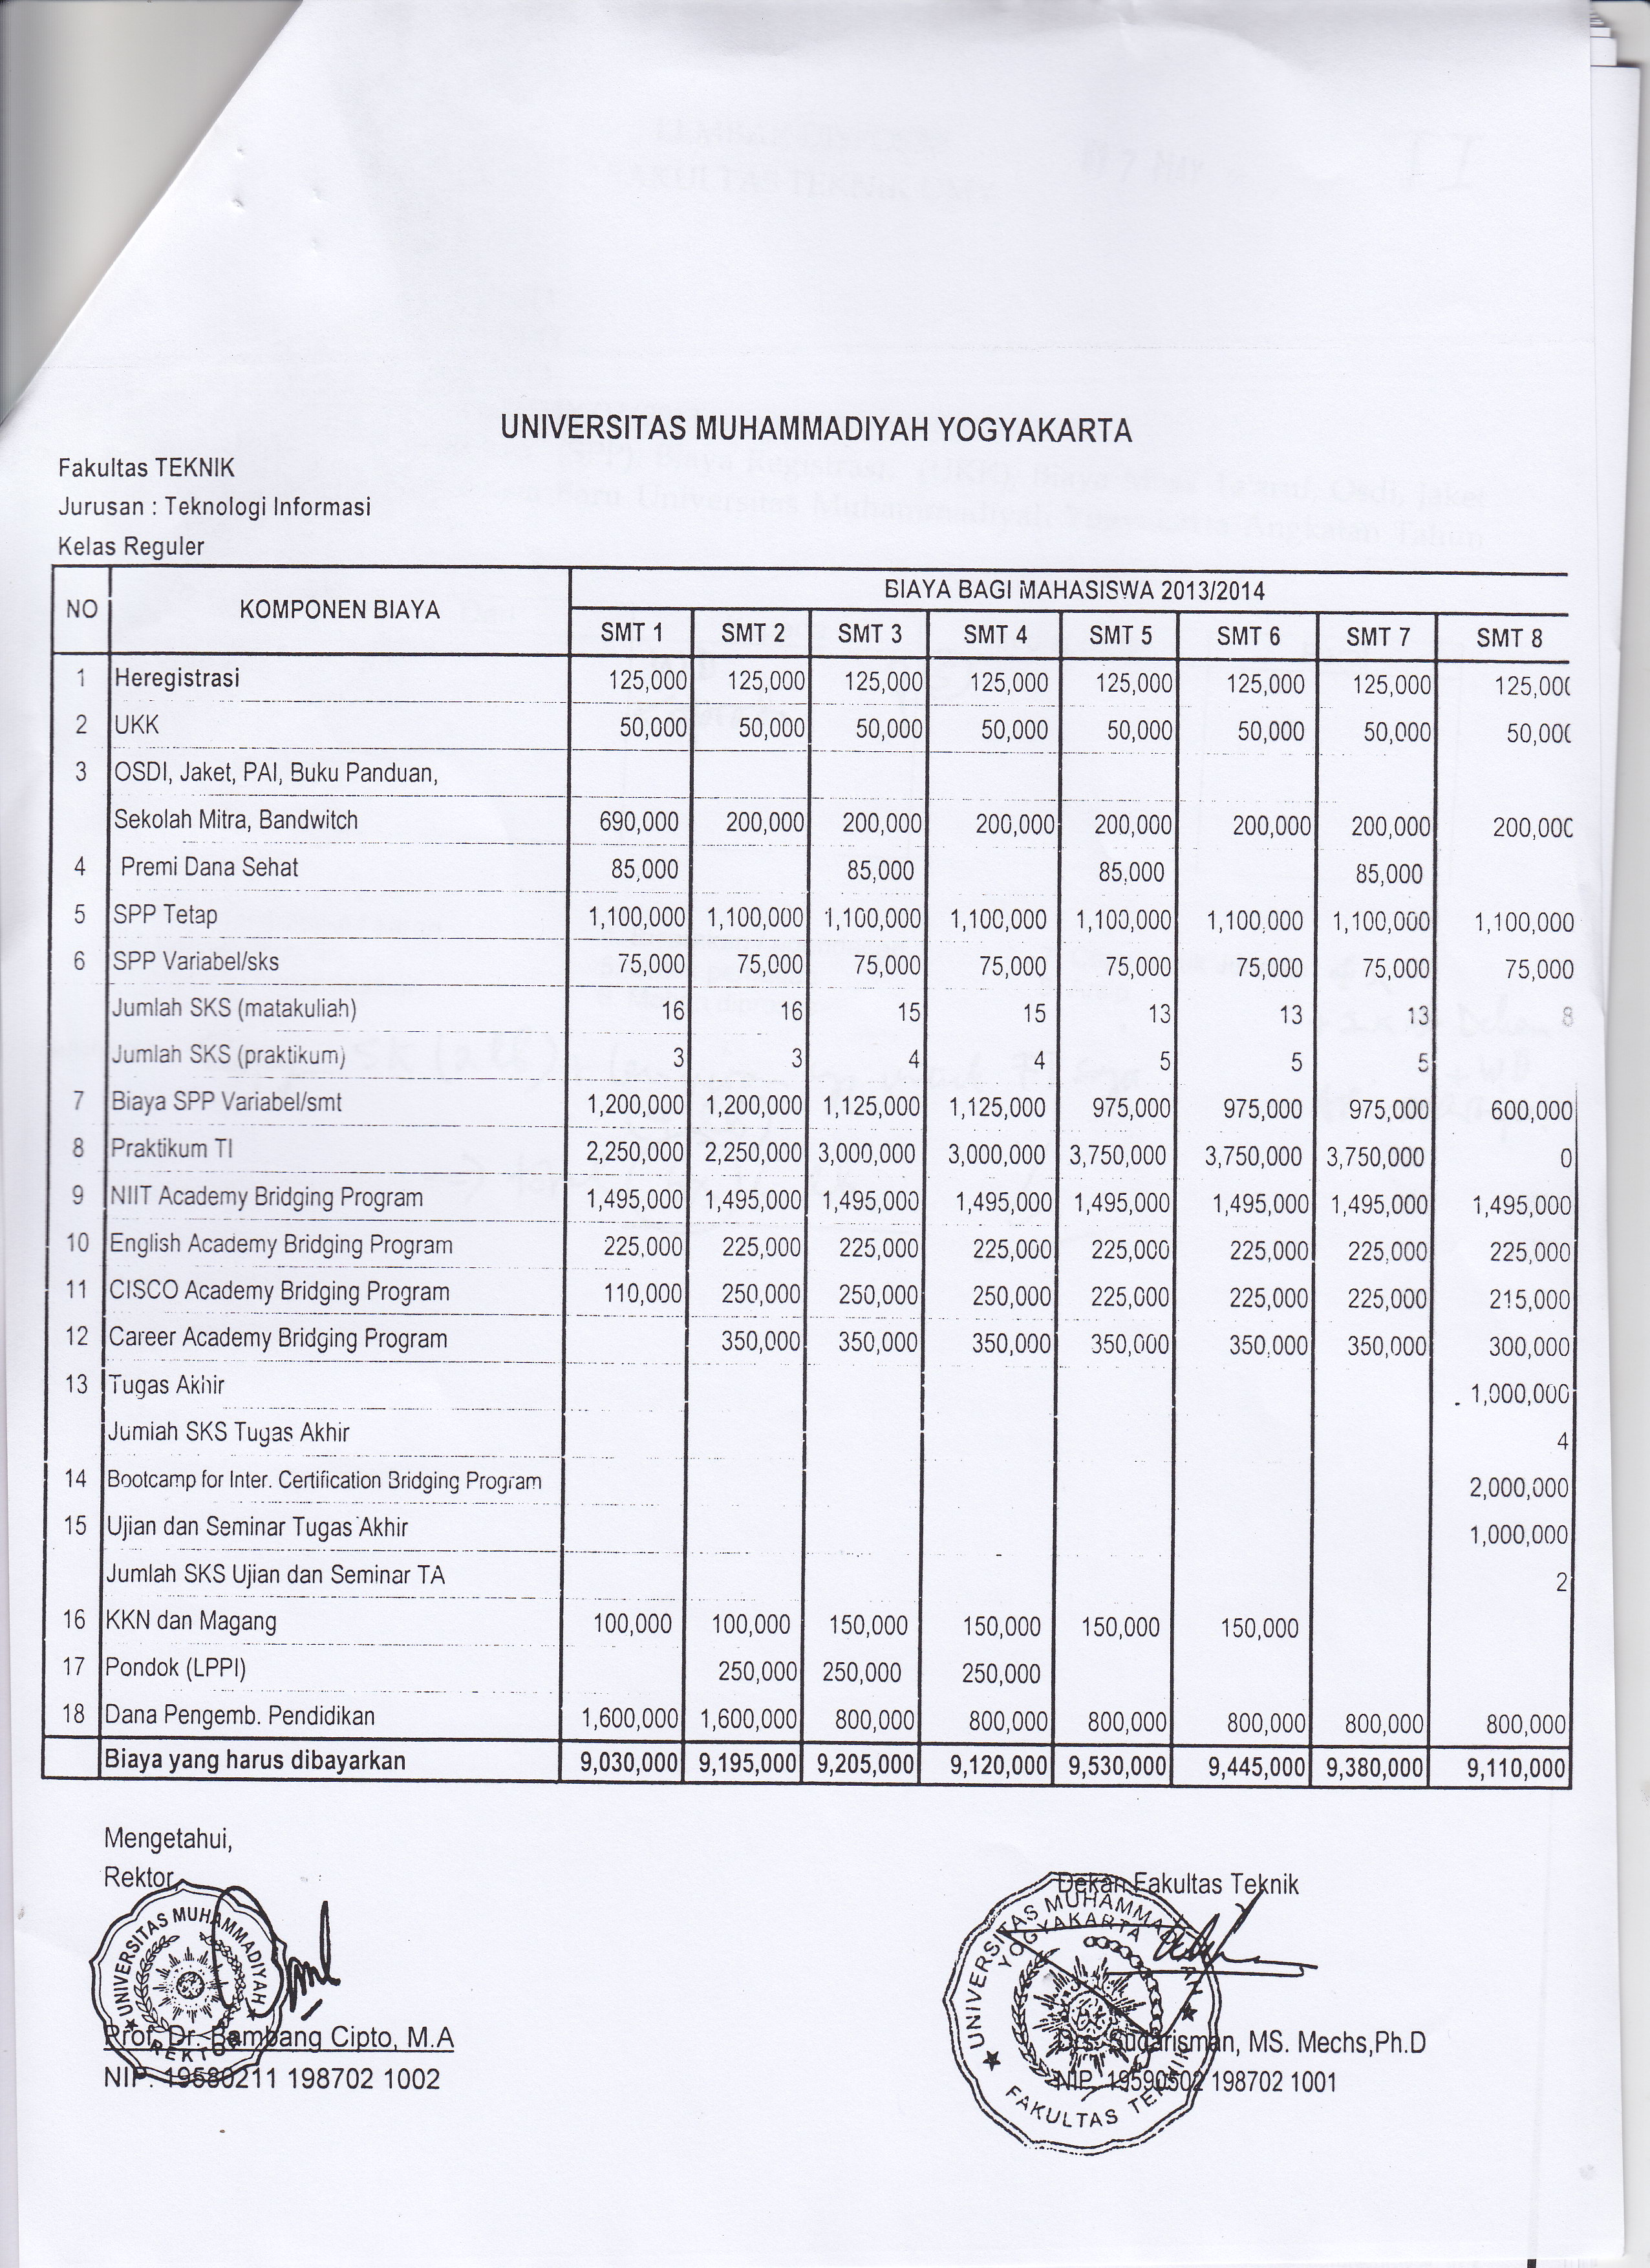 UNIVERSITAS MUHAMMADIYAH YOGYAKARTA
Fakultas TEKNIK
Jurusan : Teknologi Informasi
Kelas Reguler
NO KOMPONEN BIAYA BIAYA BAGI MAHASISWA 2013/2014
SMT 1 SMT 2 SMT 3 SMT 4 SMT 5 SMT 6 SMT 7 SMT 8
1 Heregistrasi 125,000 125,000 125,000 125,000 125,000 125,000 125,000 125,000
2 UKK 50,000 50,000 50,000 50,000 50,000 50,000 50,000 50,000
3 OSDI, Jaket, PAI, Buku Panduan,
Sekolah Mitra, Bandwitch 690,000 200,000 200,000 200,000 200,000 200,000 200,000 200,000
4 Premi Dana Sehat 85,000 85,000 85,000 85,000
5 SPP Tetap 1,100,000 1,100,000 1,100,000 1,100,000 1,100,000 1,100,000 1,100,000 1,100,000
6 SPP Variabel/sks 75,000 75,000 75,000 75,000 75,000 75,000 75,000 75,000
Jumlah SKS (matakuliah) 16 16 15 15 13 13 13 8
Jumlah SKS (praktikum) 3 3 4 4 5 5 5
7 Biaya SPP Variabel/smt 1,200,000 1,200,000 1,125,000 1,125,000 975,000 975,000 975,000 600,000
8 Praktikum TI 2,250,000 2,250,000 3,000,000 3,000,000 3,750,000 3,750,000 3,750,000 0
9 NIIT Academy Bridging Program 1,495,000 1,495,000 1,495,000 1,495,000 1,495,000 1,495,000 1,495,000 1,495,000
10 English Academy Bridging Program 225,000 225,000 225,000 225,000 225,000 225,000 225,000 225,000
11 CISCO Academy Bridging Program 110,000 250,000 250,000 250,000 225,000 225,000 225,000 215,000
12 Career Academy Bridging Program 350,000 350,000 350,000 350,000 350,000 350,000 300,000
13 Tugas Akhir 1,000,000
Jumlah SKS Tugas Akhir 4
14 Bootcamp for Inter. Certification Bridging Program 2,000,000
15 Ujian dan Seminar Tugas Akhir 1,000,000
Jumlah SKS Ujian dan Seminar TA 2
16 KKN dan Magang 100,000 100,000 150,000 150,000 150,000 150,000
17 Pondok (LPPI) 250,000 250,000 250,000
18 Dana Pengemb. Pendidikan 1,600,000 1,600,000 800,000 800,000 800,000 800,000 800,000 800,000
Biaya yang harus dibayarkan 9,030,000 9,195,000 9,205,000 9,120,000 9,530,000 9,445,000 9,380,000 9,110,000
Mengetahui,
Rektor,
UNIVERSITAS MUHAMMADIYAH
REKTOR
Prof. Dr. Bambang Cipto, M.A
NIP. 19580211 198702 1002
Dekan Fakultas Teknik
UNIVERSITAS MUHAMMADIYAH
YOGYAKARTA
FAKULTAS TEKNIK
Drs. Sudarisman, MS. Mechs,Ph.D
NIP. 19590502 198702 1001